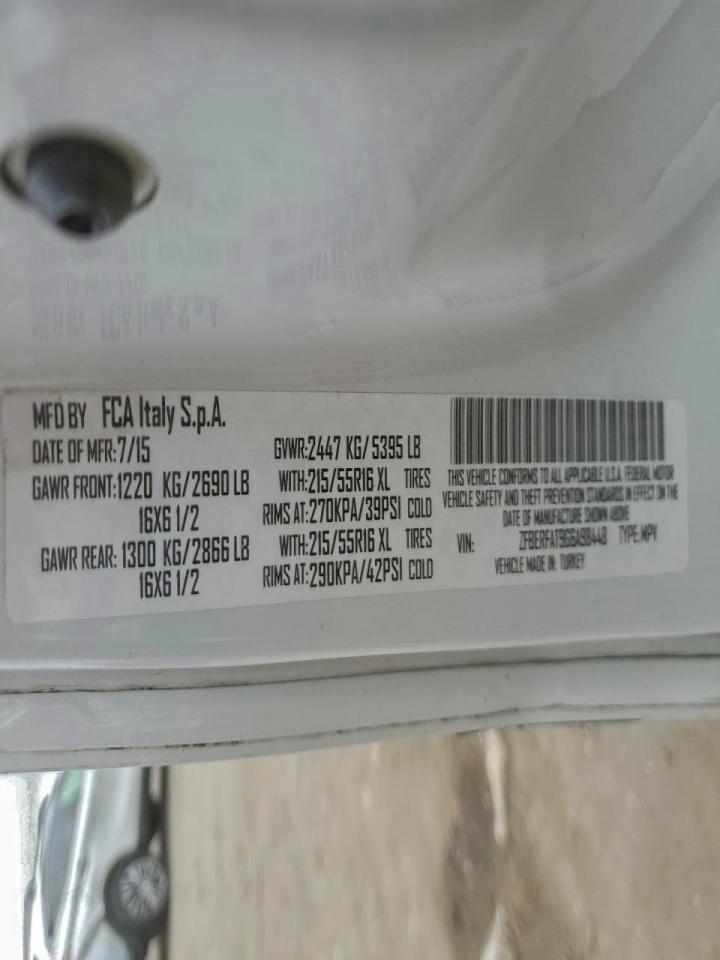 MFD BY FCA Italy S.p.A.
DATE OF MFR:7/15
GVWR:2447 KG/5395 LB
GAWR FRONT:1220 KG/2690 LB
WITH:215/55R16 XL TIRES
16X6 1/2
RIMS AT:270KPA/39PSI COLD
GAWR REAR:1300 KG/2866 LB
WITH:215/55R16 XL TIRES
16X6 1/2
RIMS AT:290KPA/42PSI COLD
THIS VEHICLE CONFORMS TO ALL APPLICABLE U.S.A. FEDERAL MOTOR
VEHICLE SAFETY AND THEFT PREVENTION STANDARDS IN EFFECT ON THE
DATE OF MANUFACTURE SHOWN ABOVE
VIN: ZFBERFAT9G6A98448 TYPE:MPV
VEHICLE MADE IN: TURKEY